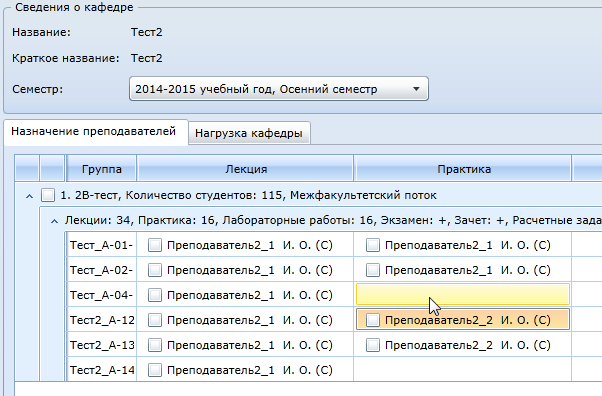 Сведения о кафедре
Название: Тест2
Краткое название: Тест2
Семестр: 2014-2015 учебный год, Осенний семестр
Назначение преподавателей Нагрузка кафедры
Группа Лекция Практика
1. 2В-тест, Количество студентов: 115, Межфакультетский поток
Лекции: 34, Практика: 16, Лабораторные работы: 16, Экзамен: +, Зачет: +, Расчетные зада
Тест_А-01- Преподаватель2_1 И. О. (С) Преподаватель2_1 И. О. (С)
Тест_А-02- Преподаватель2_1 И. О. (С) Преподаватель2_1 И. О. (С)
Тест_А-04- Преподаватель2_1 И. О. (С)
Тест2_А-12 Преподаватель2_1 И. О. (С) Преподаватель2_2 И. О. (С)
Тест2_А-13 Преподаватель2_1 И. О. (С) Преподаватель2_2 И. О. (С)
Тест2_А-14 Преподаватель2_1 И. О. (С)